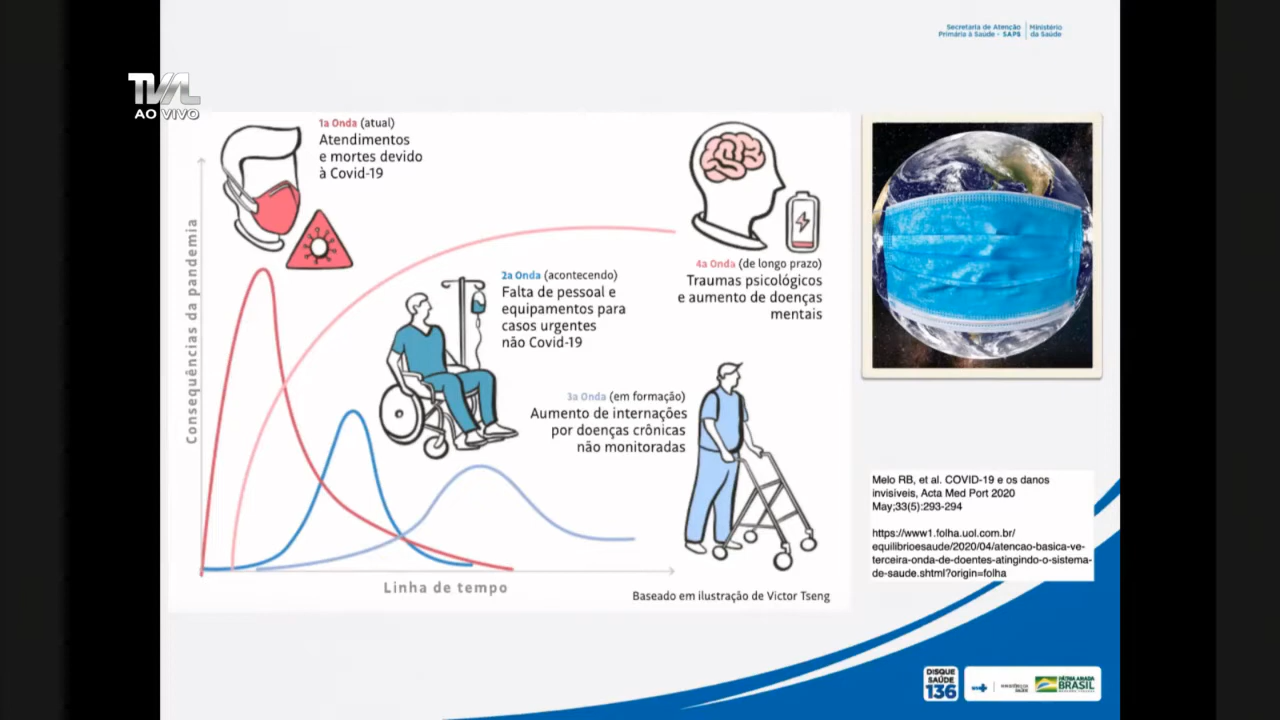 Secretaria de Atenção
Primária à Saúde - SAPS
Ministério
da Saúde
TVAL
AO VIVO
1a Onda (atual)
Atendimentos
e mortes devido
à Covid-19
Consequências da pandemia
2a Onda (acontecendo)
Falta de pessoal e
equipamentos para
casos urgentes
não Covid-19
4a Onda (de longo prazo)
Traumas psicológicos
e aumento de doenças
mentais
3a Onda (em formação)
Aumento de internações
por doenças crônicas
não monitoradas
Linha de tempo
Baseado em ilustração de Victor Tseng
Melo RB, et al. COVID-19 e os danos
invisíveis, Acta Med Port 2020
May;33(5):293-294
https://www1.folha.uol.com.br/
equilibrioesaude/2020/04/atencao-basica-ve-
terceira-onda-de-doentes-atingindo-o-sistema-
de-saude.shtml?origin=folha
DISQUE
SAÚDE
136
SUS
MINISTÉRIO DA
SAÚDE
PÁTRIA AMADA
BRASIL